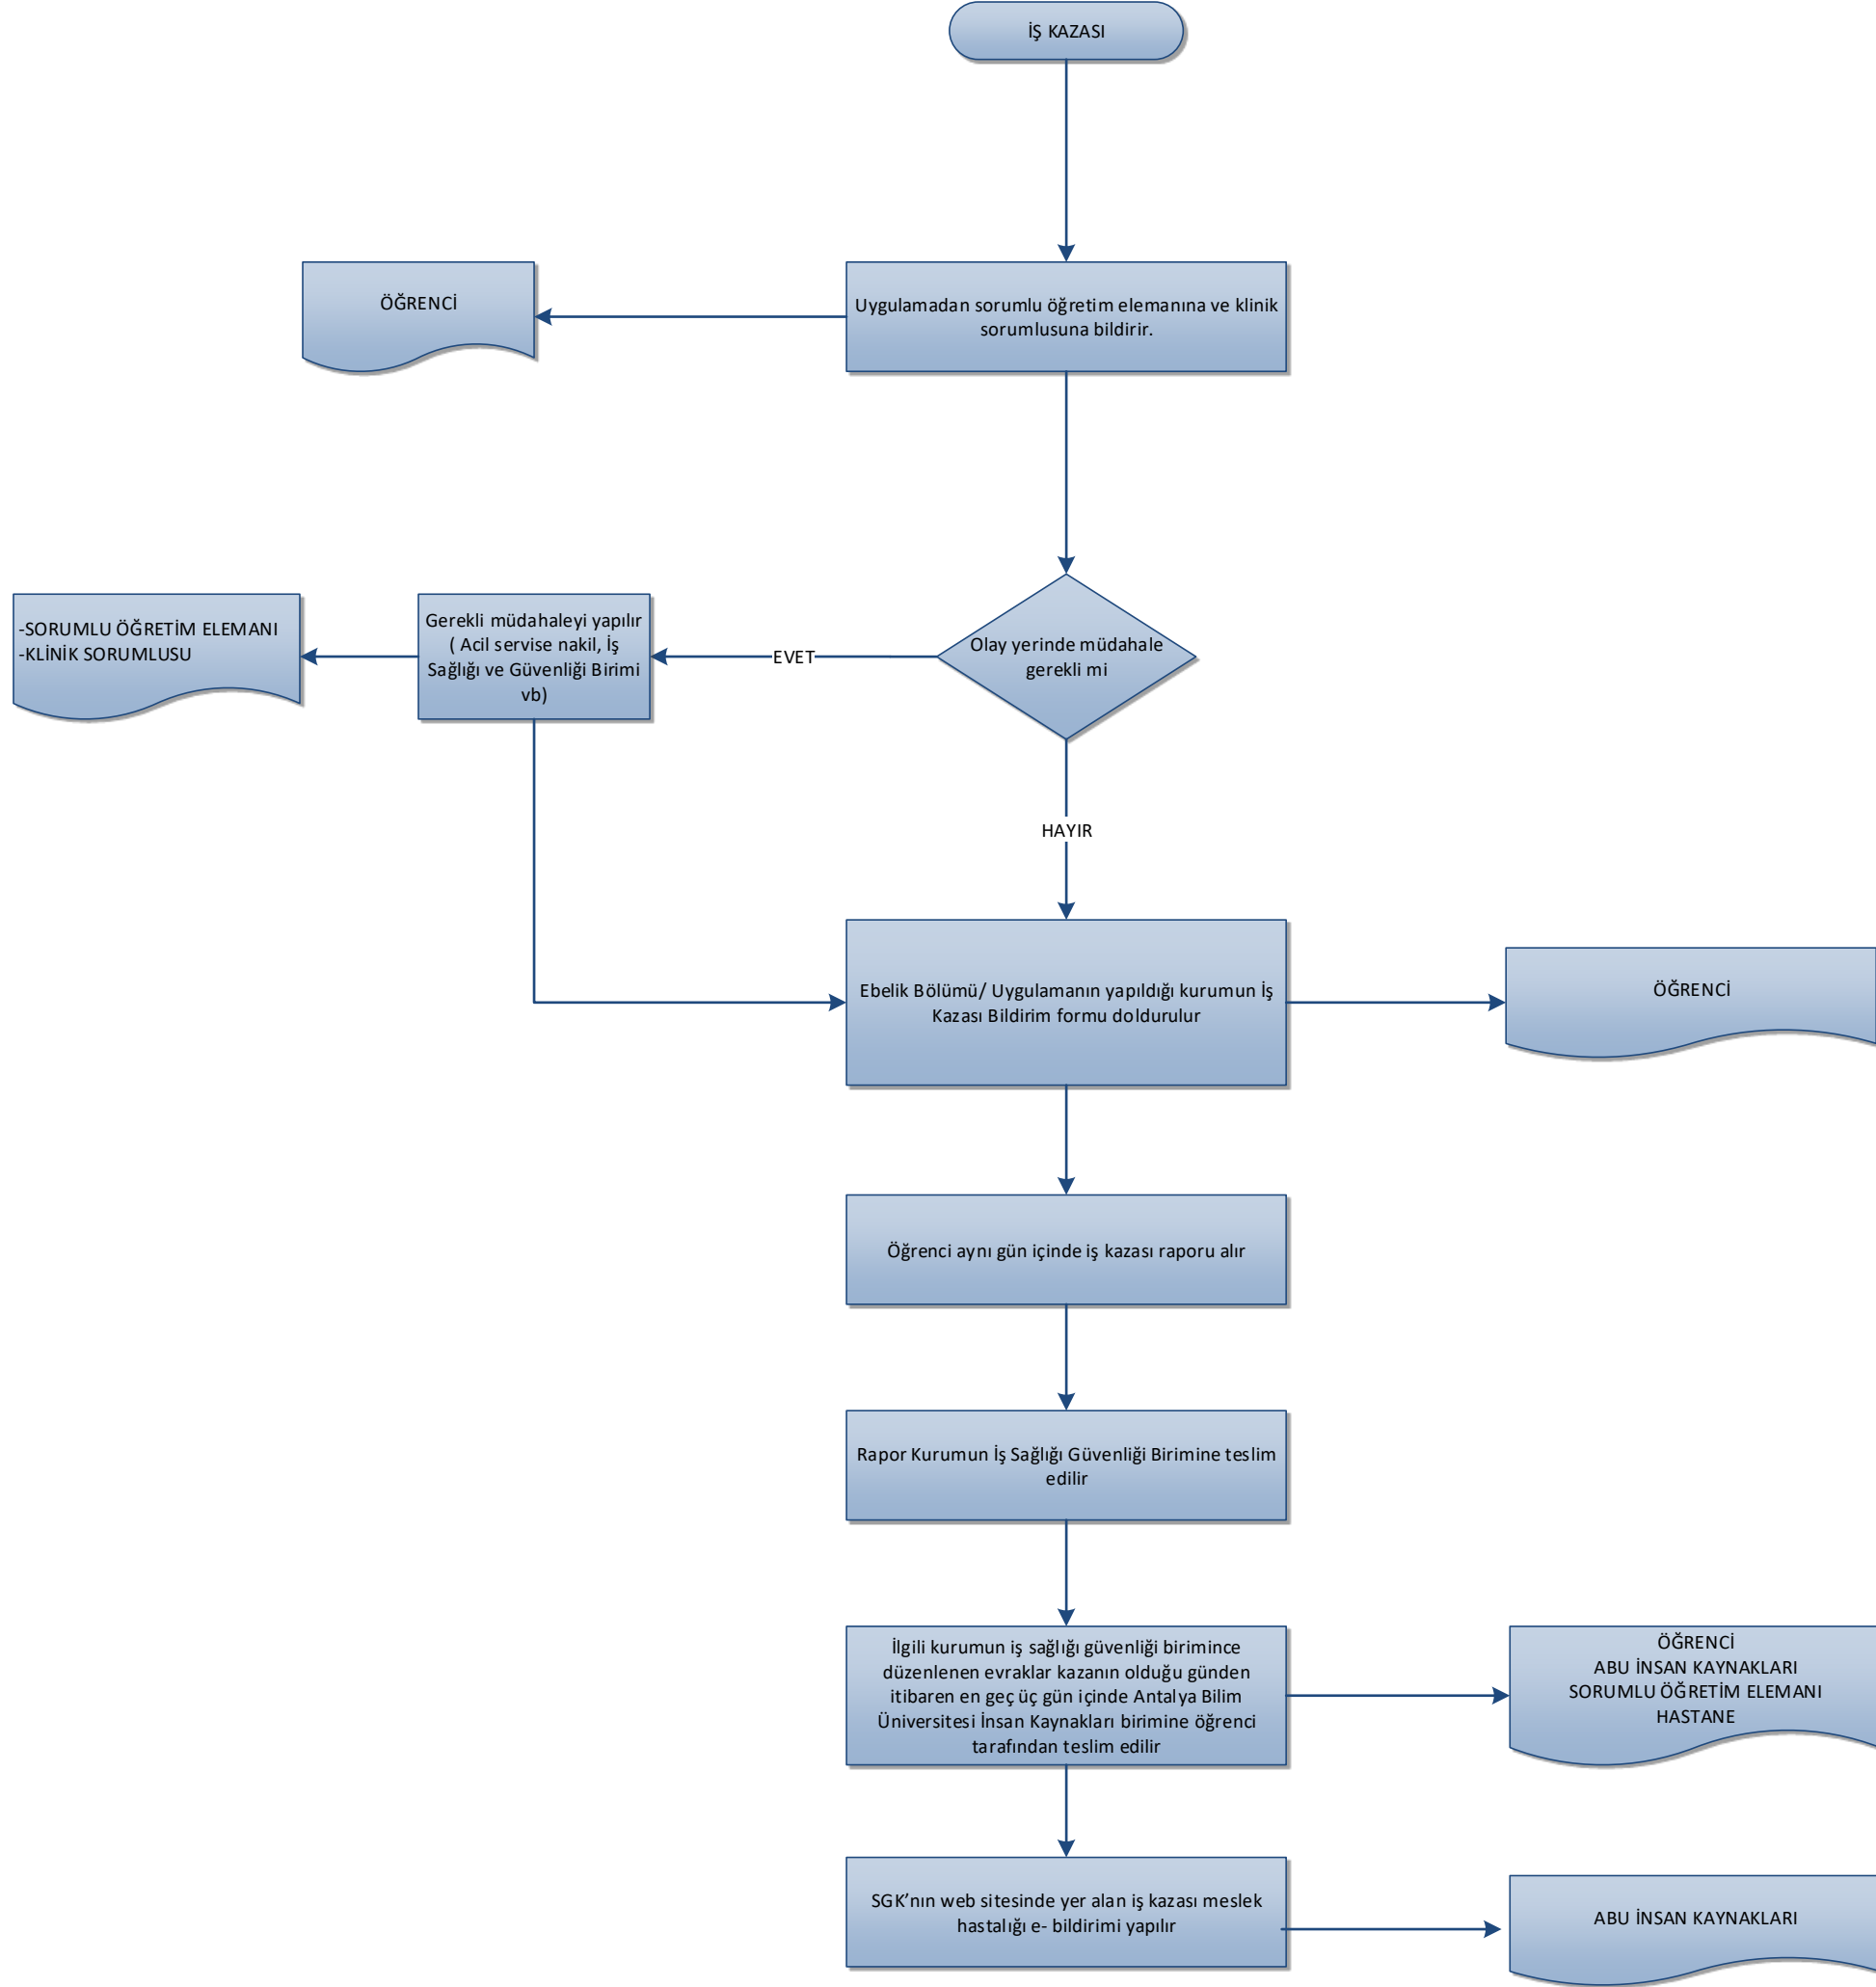 İŞ KAZASI
ÖĞRENCİ
Uygulamadan sorumlu öğretim elemanına ve klinik
sorumlusuna bildirir.
-SORUMLU ÖĞRETİM ELEMANI
-KLİNİK SORUMLUSU
Gerekli müdahaleyi yapılır
( Acil servise nakil, İş
Sağlığı ve Güvenliği Birimi
vb)
EVET
Olay yerinde müdahale
gerekli mi
HAYIR
Ebelik Bölümü/ Uygulamanın yapıldığı kurumun İş
Kazası Bildirim formu doldurulur
ÖĞRENCİ
Öğrenci aynı gün içinde iş kazası raporu alır
Rapor Kurumun İş Sağlığı Güvenliği Birimine teslim
edilir
İlgili kurumun iş sağlığı güvenliği birimince
düzenlenen evraklar kazanın olduğu günden
itibaren en geç üç gün içinde Antalya Bilim
Üniversitesi İnsan Kaynakları birimine öğrenci
tarafından teslim edilir
ÖĞRENCİ
ABU İNSAN KAYNAKLARI
SORUMLU ÖĞRETİM ELEMANI
HASTANE
SGK’nın web sitesinde yer alan iş kazası meslek
hastalığı e- bildirimi yapılır
ABU İNSAN KAYNAKLARI